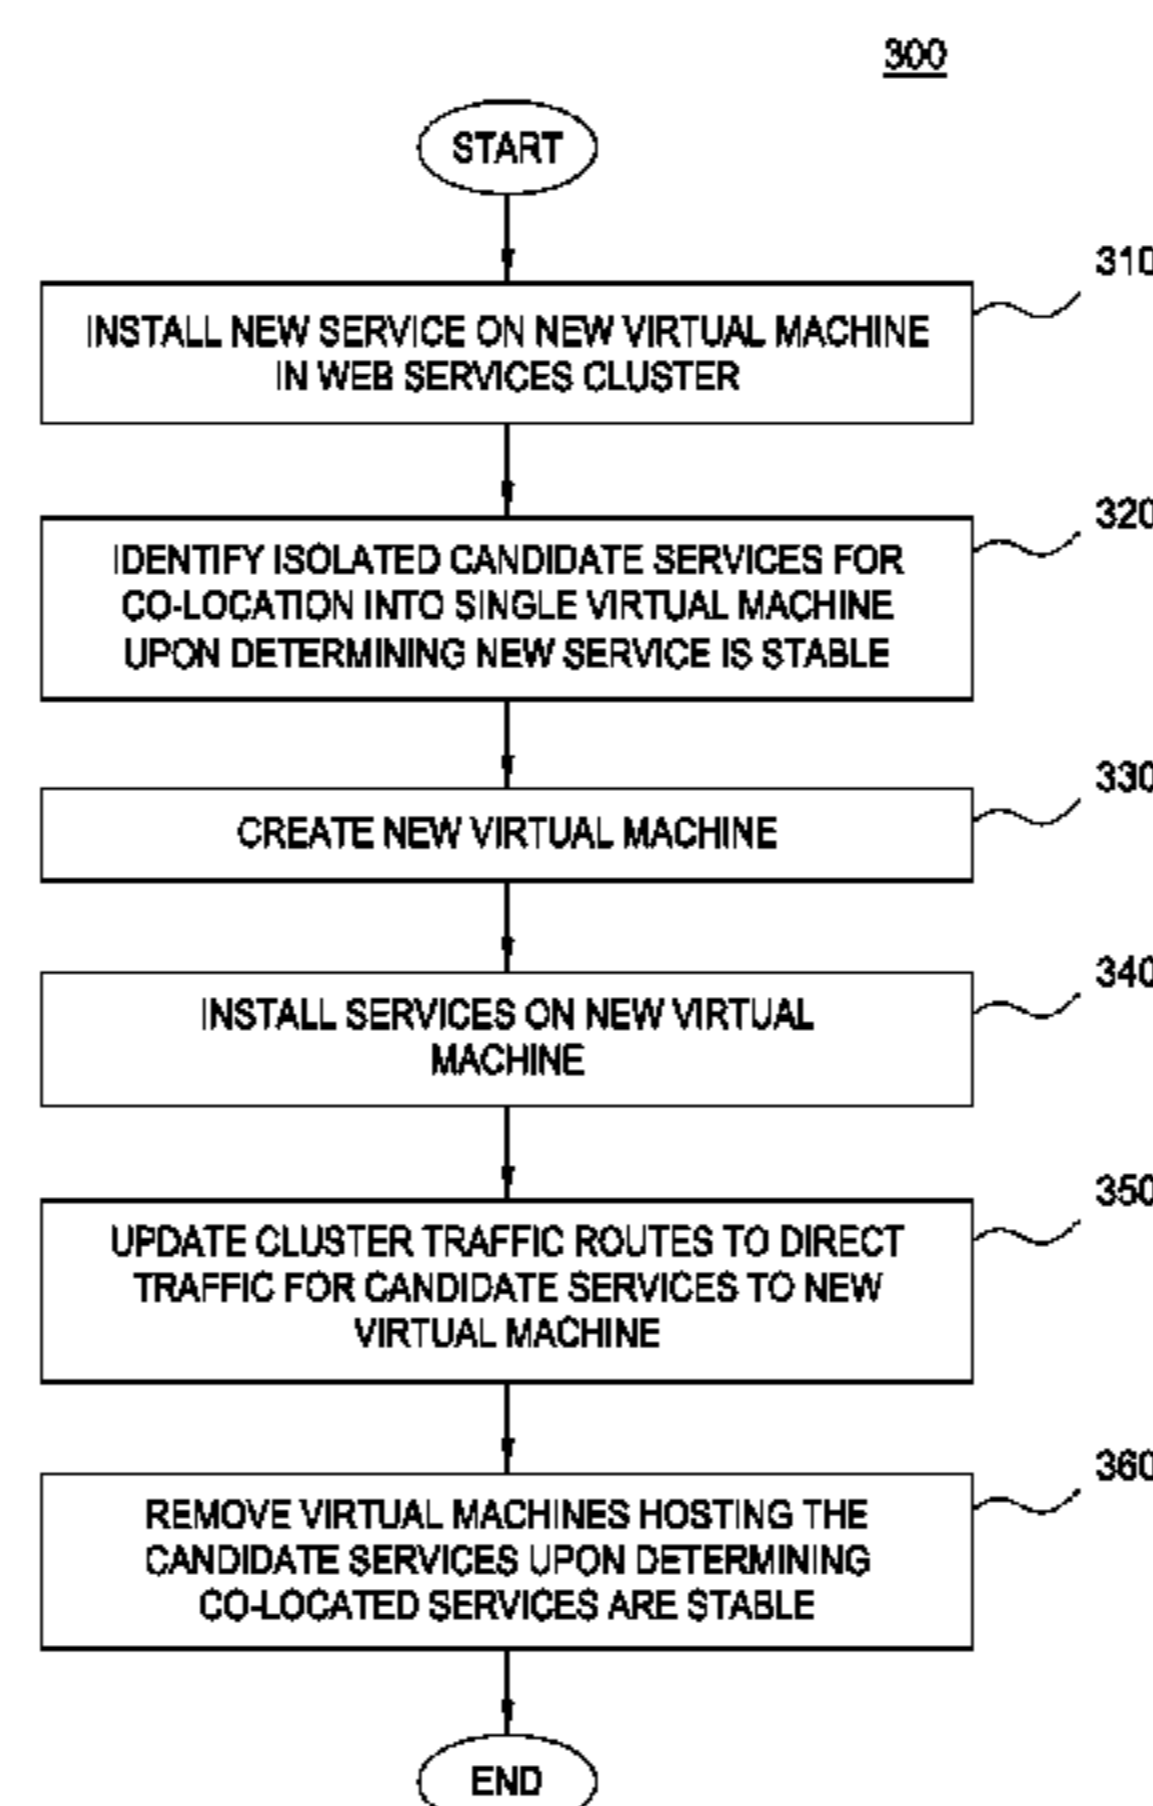 300
START
310
INSTALL NEW SERVICE ON NEW VIRTUAL MACHINE
IN WEB SERVICES CLUSTER
320
IDENTIFY ISOLATED CANDIDATE SERVICES FOR
CO-LOCATION INTO SINGLE VIRTUAL MACHINE
UPON DETERMINING NEW SERVICE IS STABLE
330
CREATE NEW VIRTUAL MACHINE
340
INSTALL SERVICES ON NEW VIRTUAL
MACHINE
350
UPDATE CLUSTER TRAFFIC ROUTES TO DIRECT
TRAFFIC FOR CANDIDATE SERVICES TO NEW
VIRTUAL MACHINE
360
REMOVE VIRTUAL MACHINES HOSTING THE
CANDIDATE SERVICES UPON DETERMINING
CO-LOCATED SERVICES ARE STABLE
END